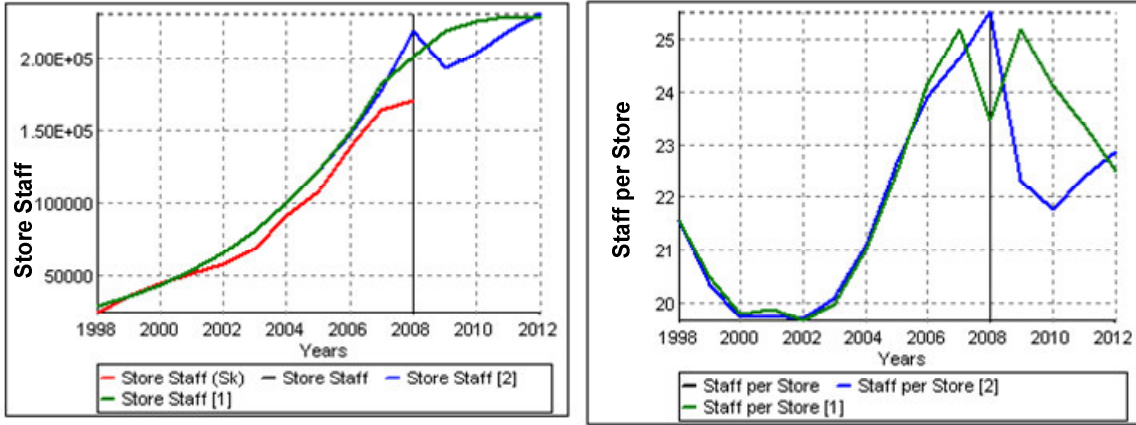 Store Staff
2.00E+05
1.50E+05
100000
50000
1998 2000 2002 2004 2006 2008 2010 2012
Years
Store Staff (Sk) Store Staff Store Staff [2]
Store Staff [1]
Staff per Store
25
24
23
22
21
20
1998 2000 2002 2004 2006 2008 2010 2012
Years
Staff per Store Staff per Store [2]
Staff per Store [1]